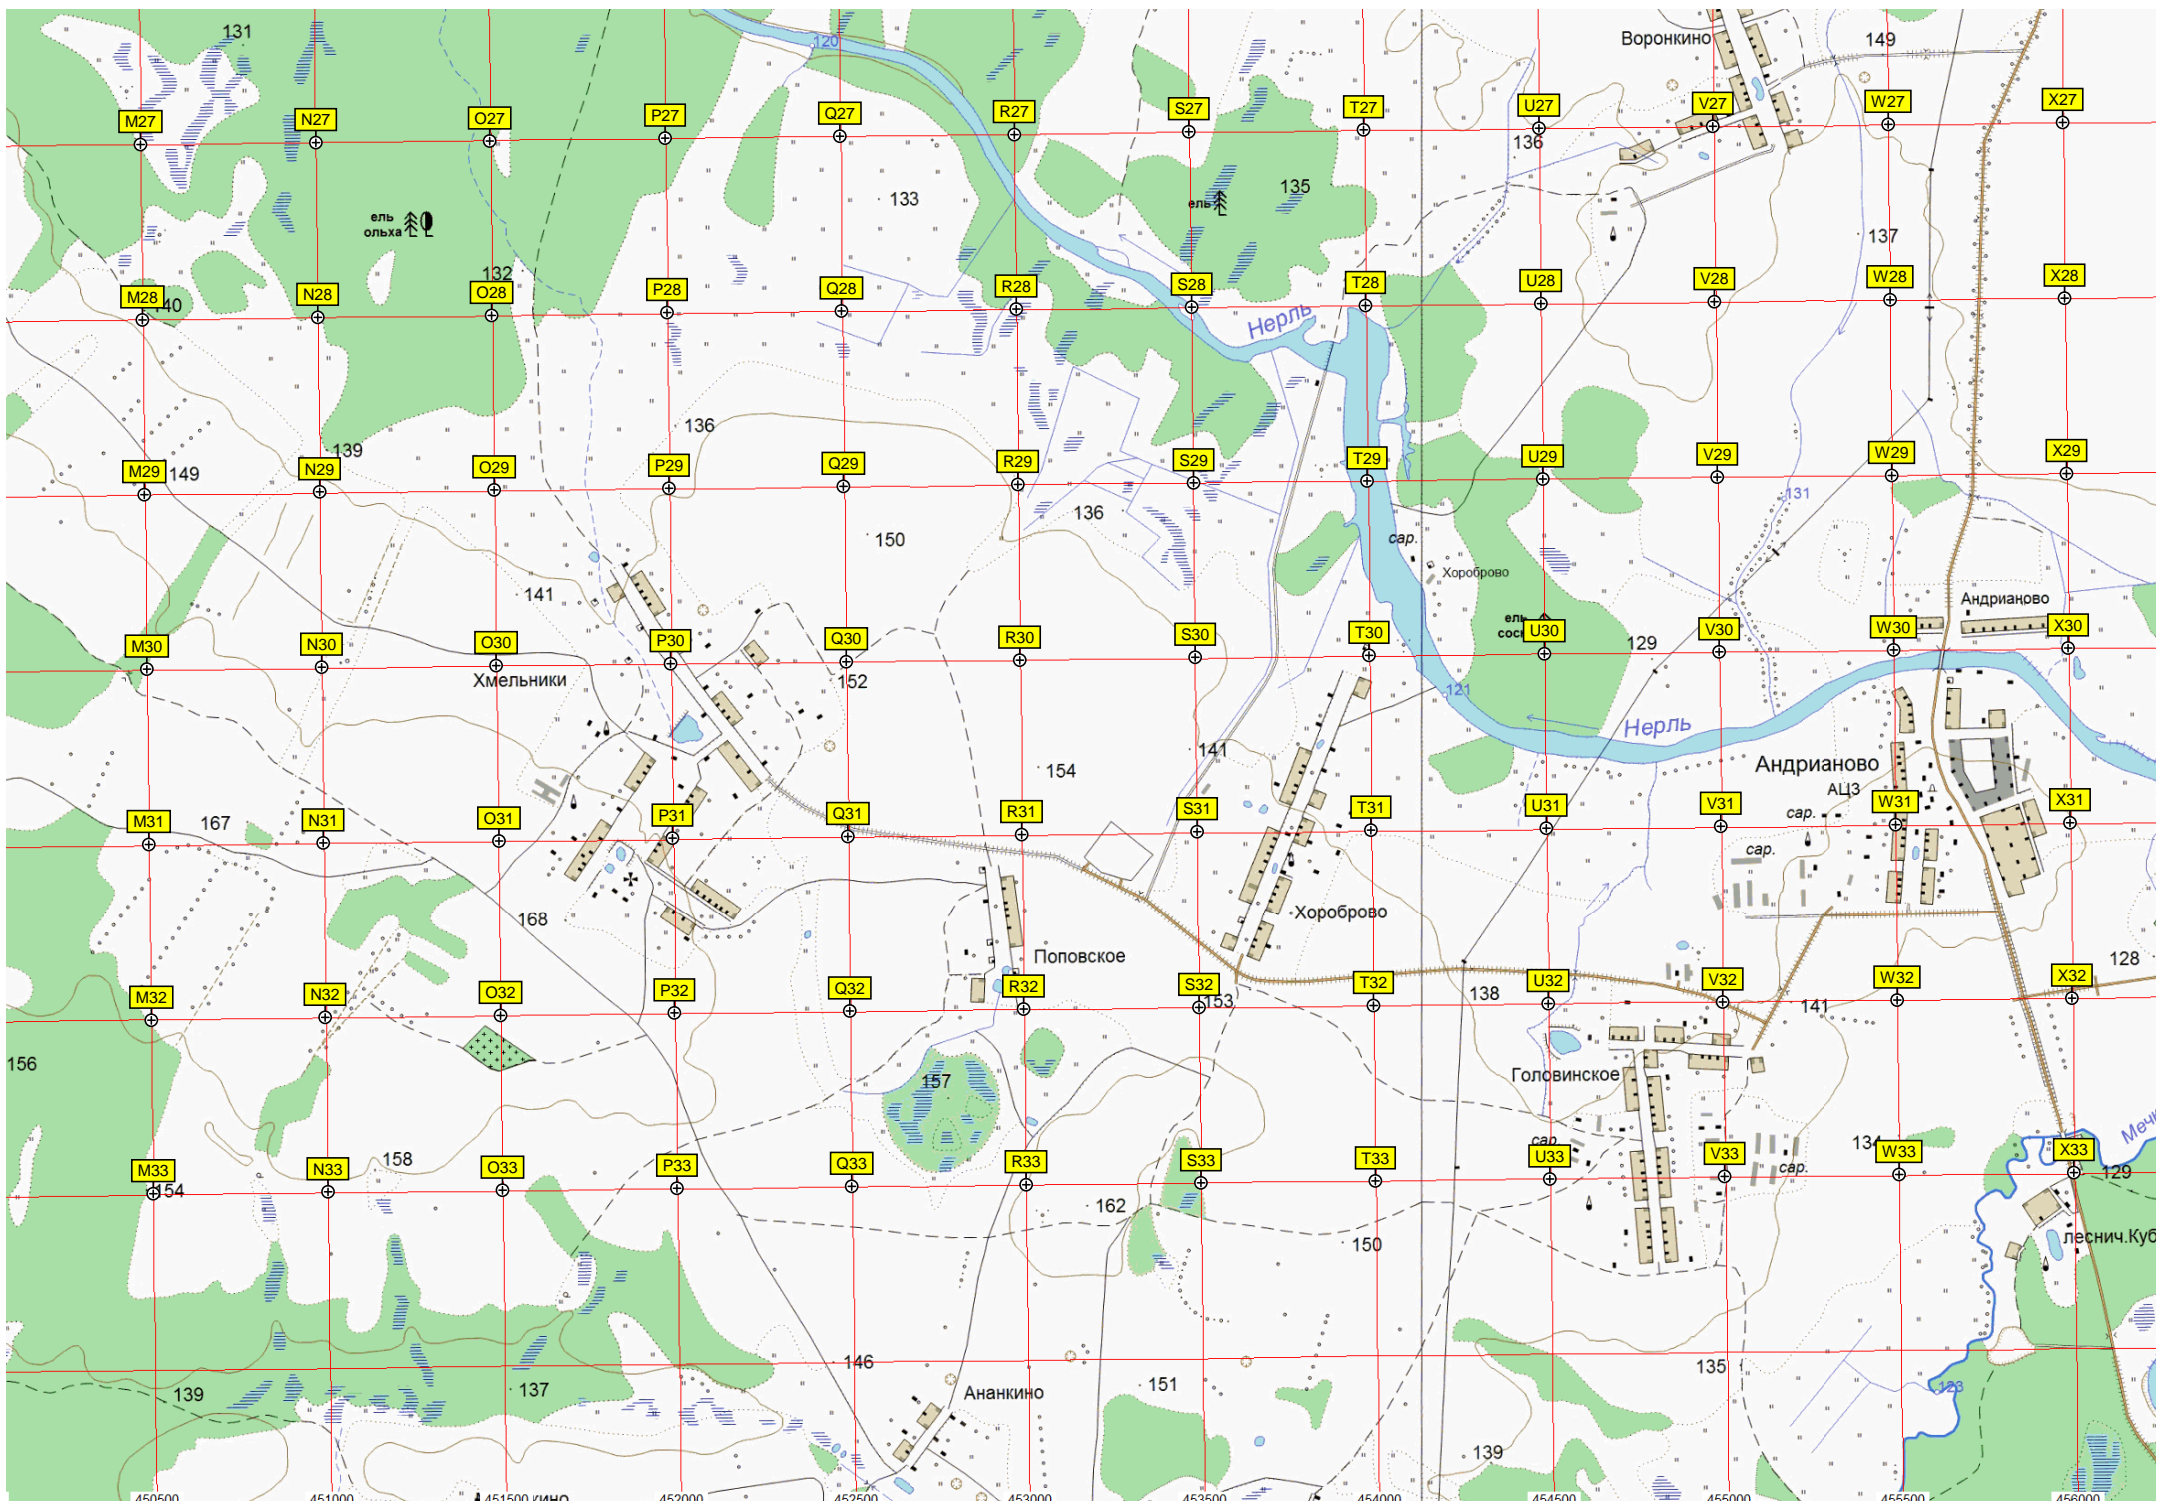 131
120
Воронкино
149
M27
N27
O27
P27
Q27
R27
S27
T27
U27
V27
W27
X27
136
ель
ольха
133
ель
135
137
132
M28
40
N28
O28
P28
Q28
R28
S28
T28
U28
V28
W28
X28
Нерль
136
139
M29
149
N29
O29
P29
Q29
R29
S29
T29
U29
V29
W29
X29
131
136
150
сар.
Хороброво
141
Андрианово
ель
M30
N30
O30
P30
Q30
R30
S30
T30
U30
129
V30
W30
X30
Хмельники
152
121
Нерль
141
154
Андрианово
АЦЗ
M31
167
N31
O31
P31
Q31
R31
S31
T31
U31
V31
сар.
W31
X31
сар.
168
Хороброво
Поповское
128
M32
N32
O32
P32
Q32
R32
S32
153
T32
138
U32
V32
141
W32
X32
156
157
Головинское
сар.
134
M33
154
N33
158
O33
P33
Q33
R33
S33
T33
U33
V33
сар.
W33
X33
129
162
150
леснич.Куб
146
135
139
137
Ананкино
151
123
139
450500
451000
451500
452000
452500
453000
453500
454000
454500
455000
455500
456000